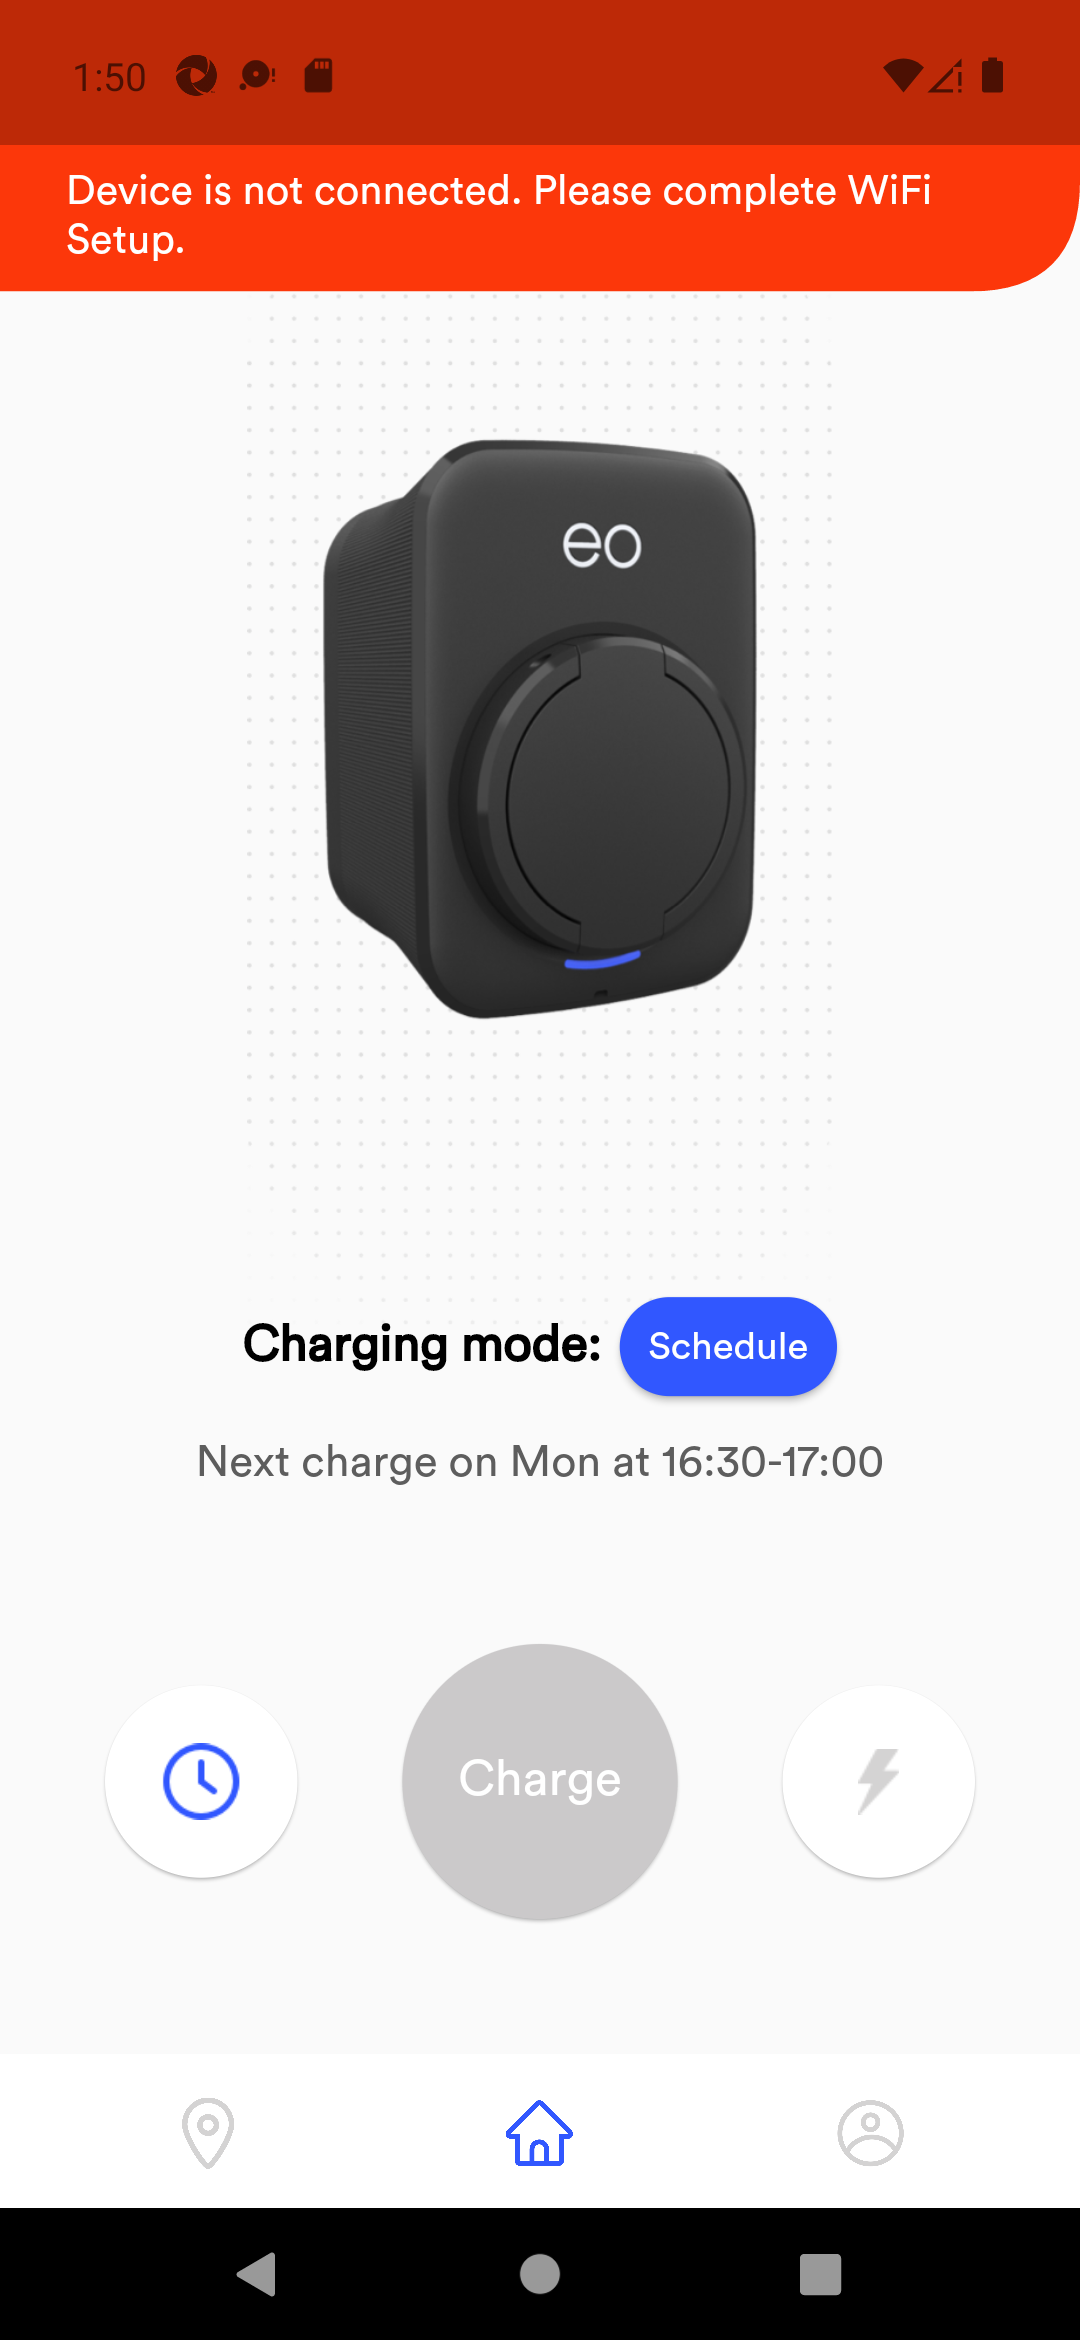 1:50
Device is not connected. Please complete WiFi
Setup.
eo
Charging mode: Schedule
Next charge on Mon at 16:30-17:00
Charge